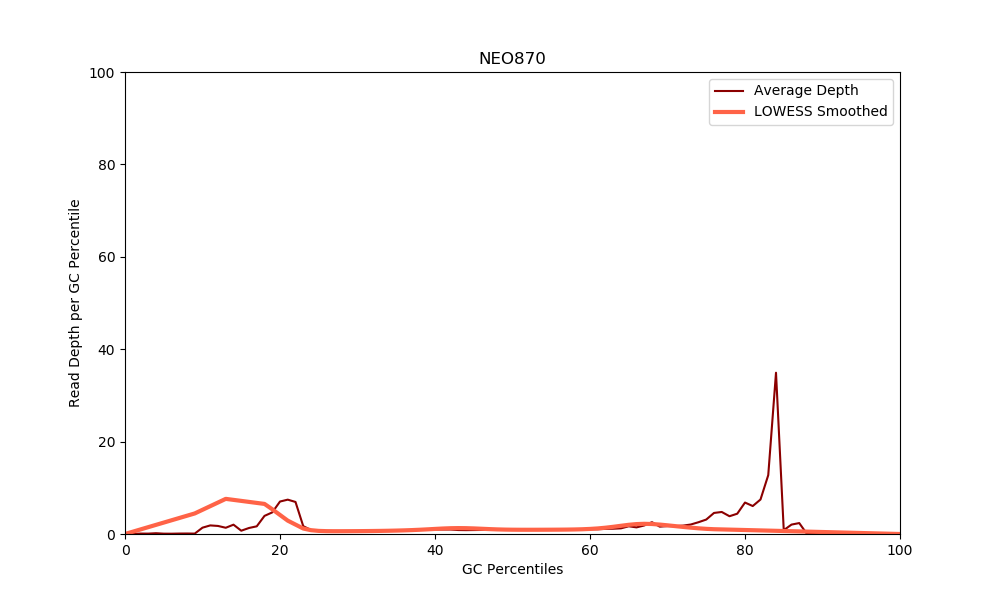 NEO870
Average Depth
LOWESS Smoothed
Read Depth per GC Percentile
100
80
60
40
20
0
0 20 40 60 80 100
GC Percentiles